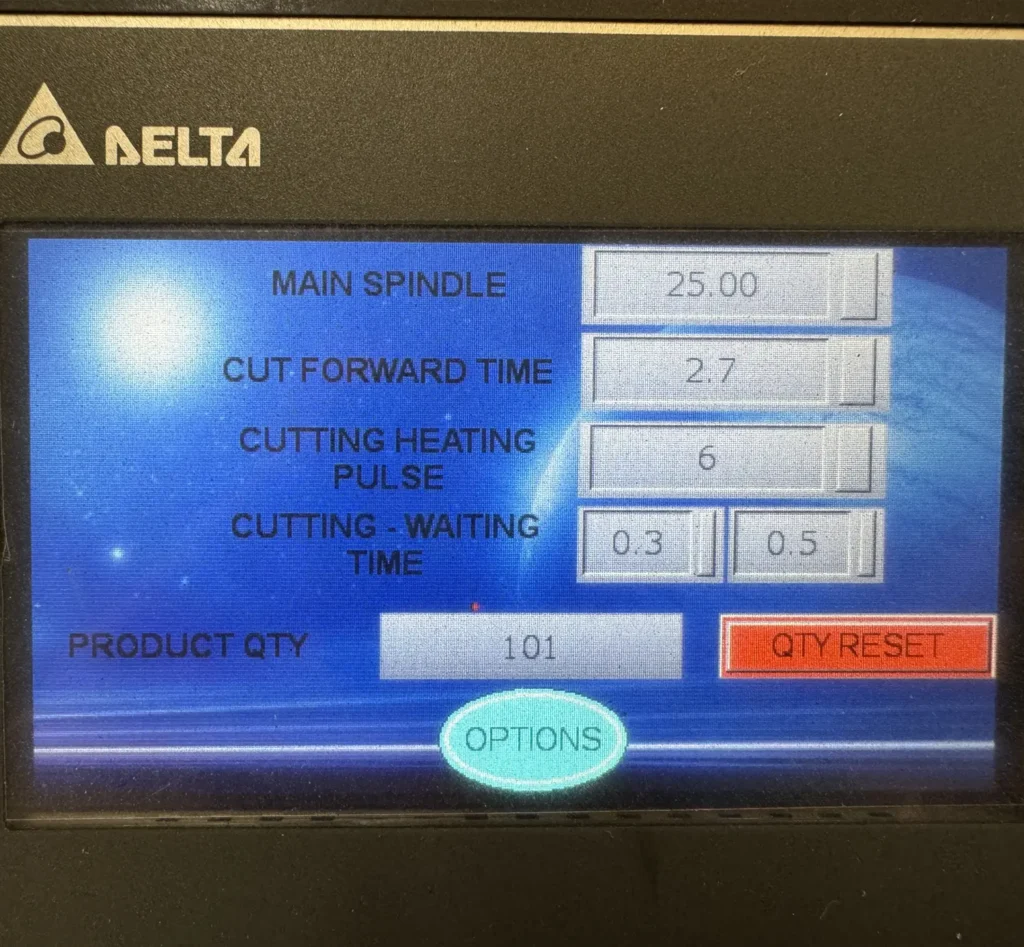 DELTA
MAIN SPINDLE 25.00
CUT FORWARD TIME 2.7
CUTTING HEATING
PULSE 6
CUTTING - WAITING
TIME 0.3 0.5
PRODUCT QTY 101 QTY RESET
OPTIONS